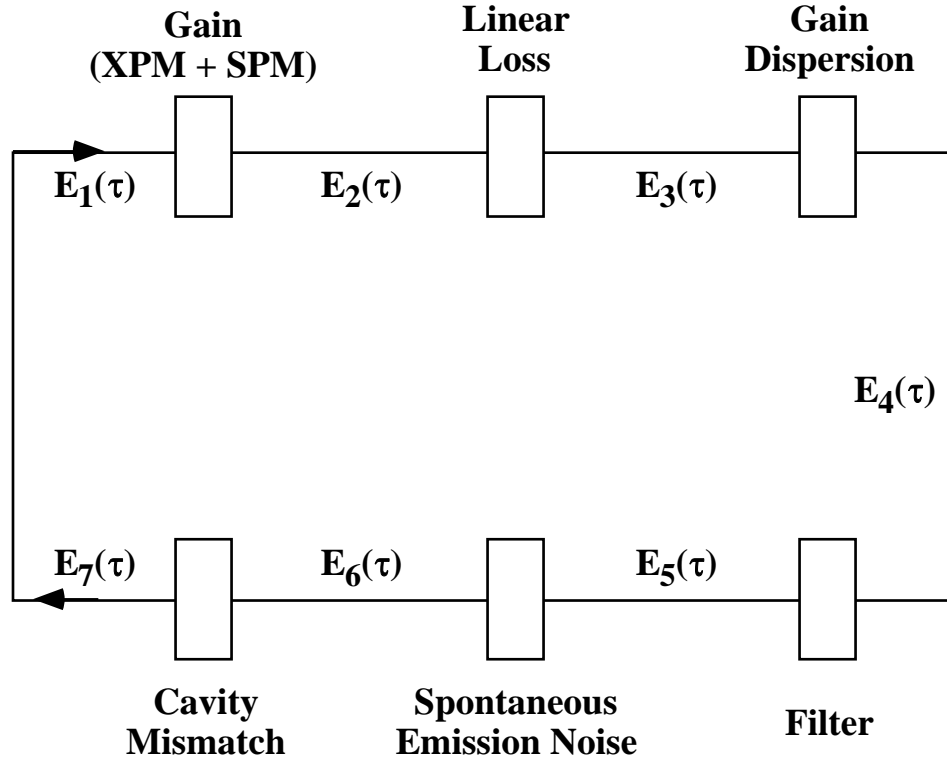 Gain
(XPM + SPM)
Linear
Loss
Gain
Dispersion
E1(τ)
E2(τ)
E3(τ)
E4(τ)
E7(τ)
E6(τ)
E5(τ)
Cavity
Mismatch
Spontaneous
Emission Noise
Filter